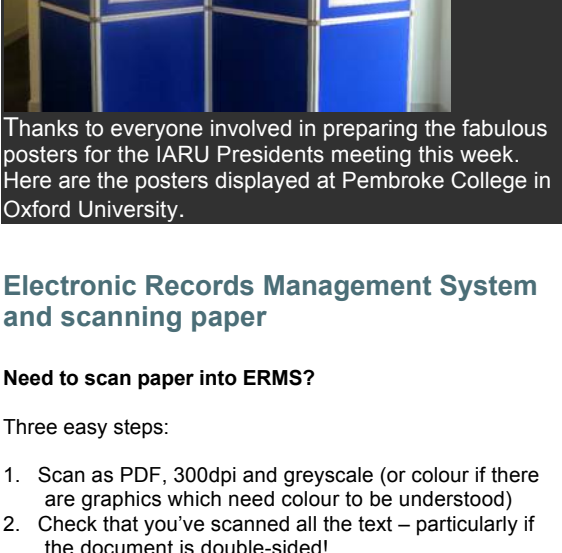 Thanks to everyone involved in preparing the fabulous
posters for the IARU Presidents meeting this week.
Here are the posters displayed at Pembroke College in
Oxford University.
Electronic Records Management System
and scanning paper
Need to scan paper into ERMS?
Three easy steps:
1. Scan as PDF, 300dpi and greyscale (or colour if there
are graphics which need colour to be understood)
2. Check that you’ve scanned all the text – particularly if
the document is double-sided!